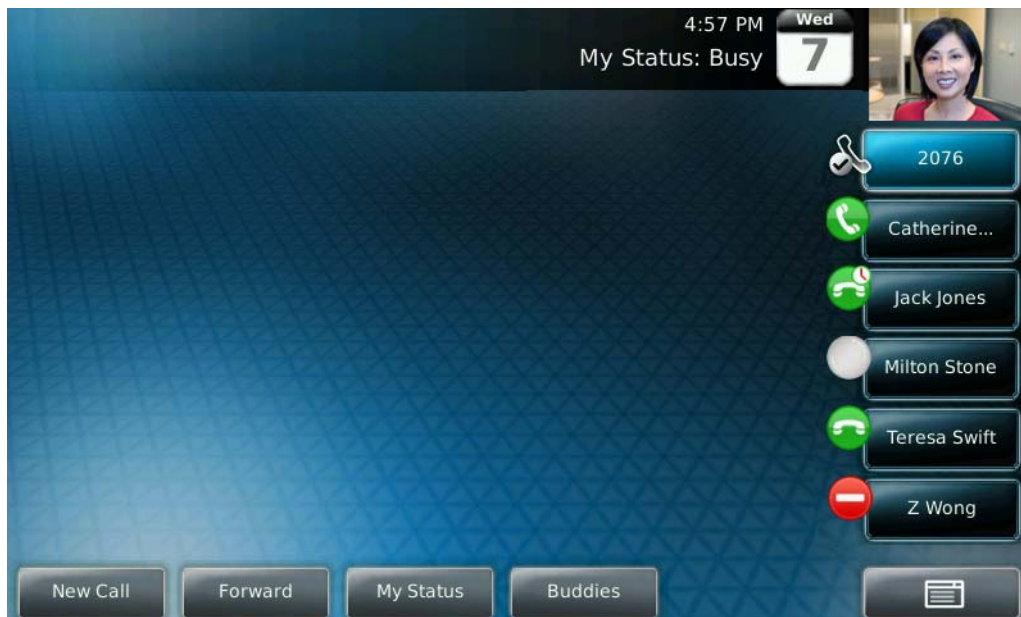 4:57 PM
Wed
7
My Status: Busy
2076
Catherine...
Jack Jones
Milton Stone
Teresa Swift
Z Wong
New Call
Forward
My Status
Buddies